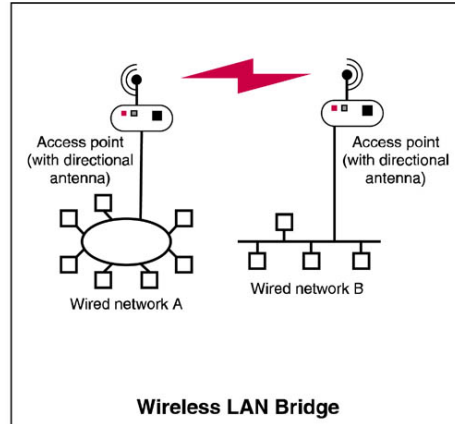 Access point
(with directional
antenna)
Access point
(with directional
antenna)
Wired network A
Wired network B
Wireless LAN Bridge